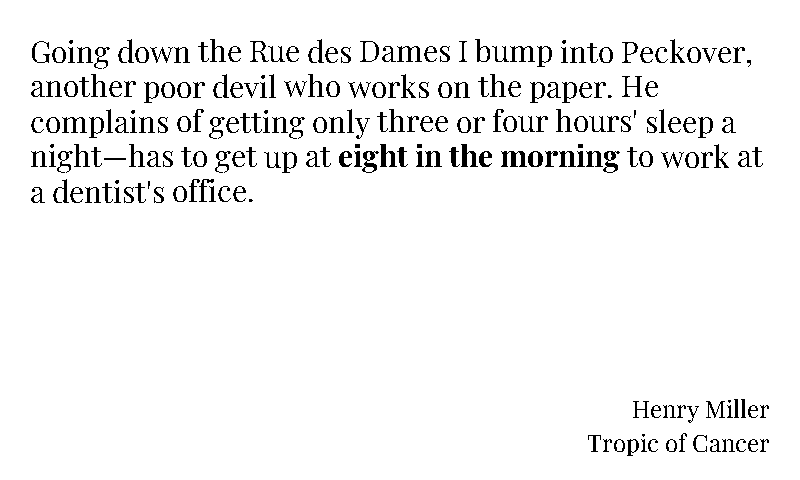 Going down the Rue des Dames I bump into Peckover,
another poor devil who works on the paper. He
complains of getting only three or four hours' sleep a
night—has to get up at eight in the morning to work at
a dentist's office.
Henry Miller
Tropic of Cancer